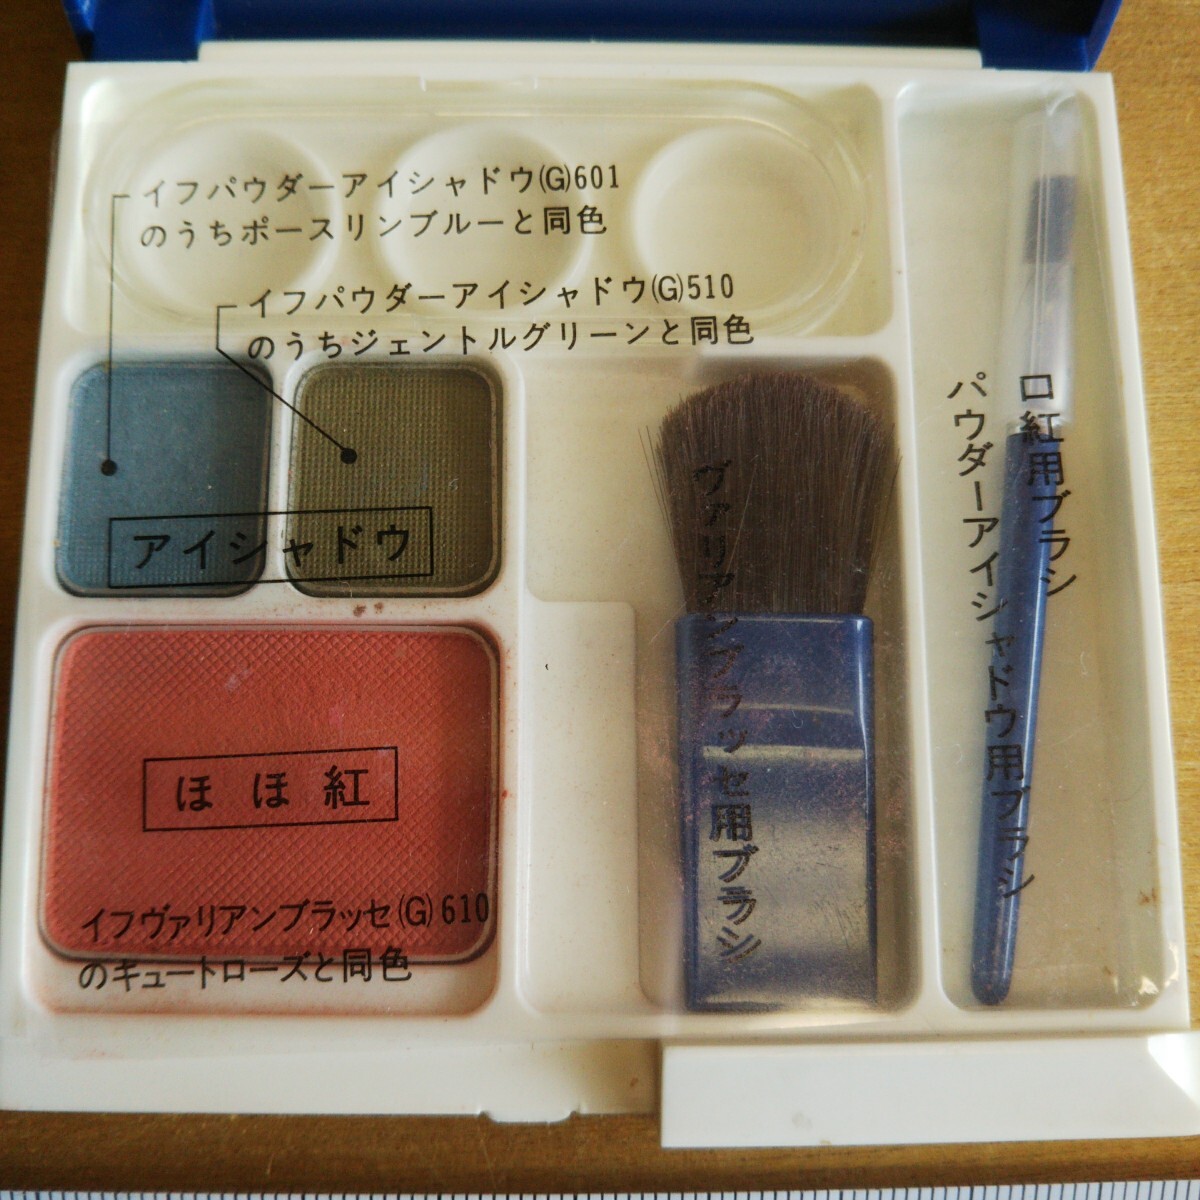 イフパウダーアイシャドウ(G)601
のうちポースリンブルーと同色
イフパウダーアイシャドウ(G)510
のうちジェントルグリーンと同色
アイシャドウ
ほほ紅
イフヴァリアンブラッセ(G)610
のキュートローズと同色
ヴァリアンブラッセ用ブラシ
口紅用ブラシ
パウダーアイシャドウ用ブラシ